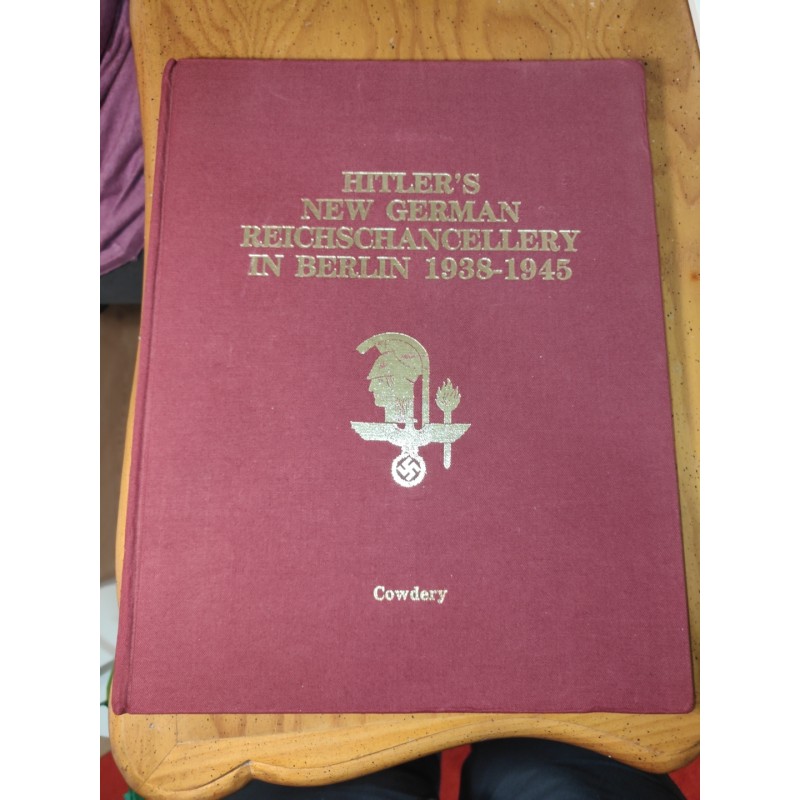 HITLER'S
NEW GERMAN
REICHSCHANCELLERY
IN BERLIN 1938-1945
Cowdery